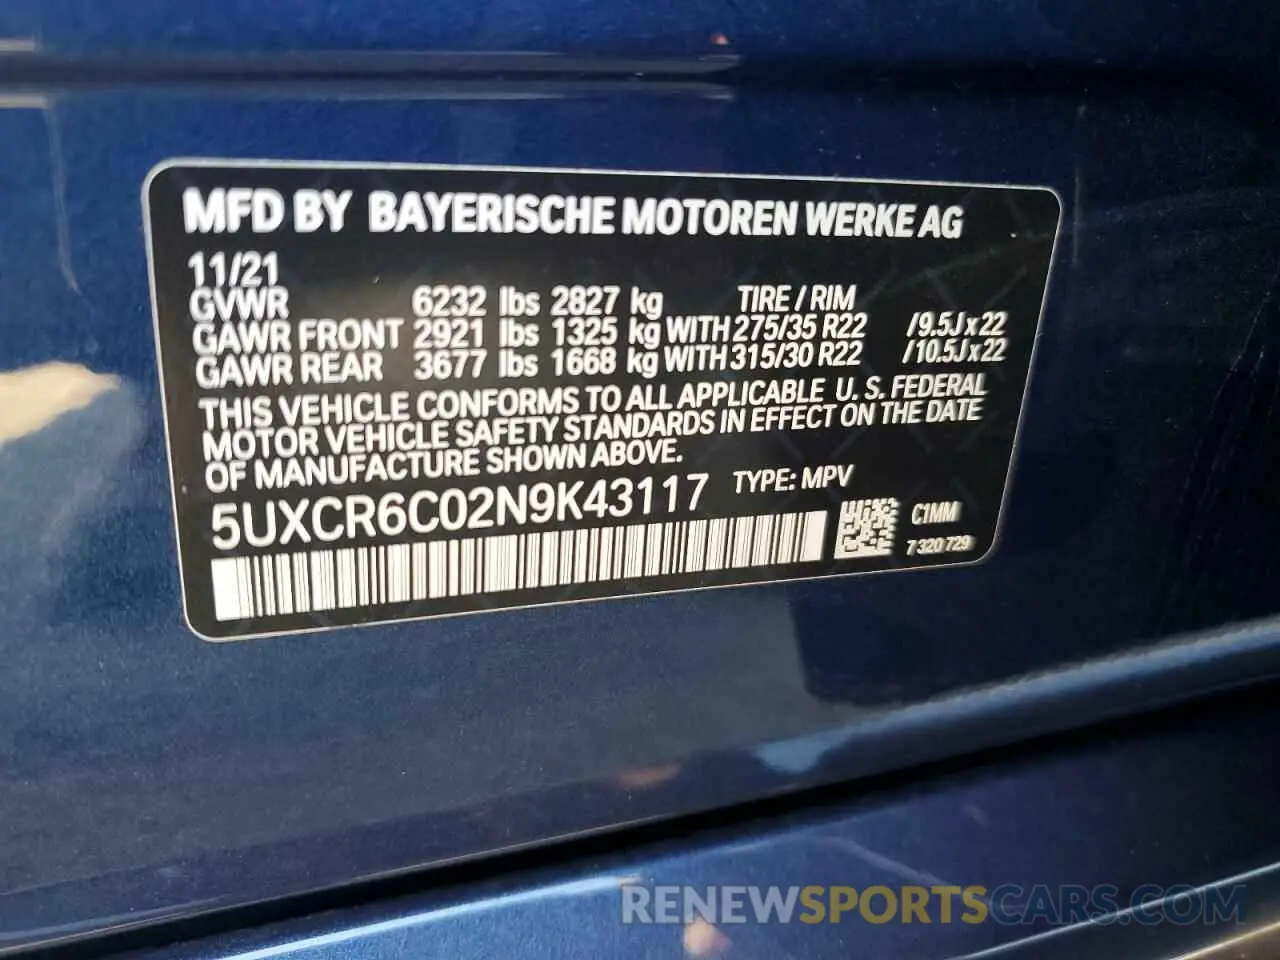 MFD BY BAYERISCHE MOTOREN WERKE AG
11/21
GVWR 6232 lbs 2827 kg TIRE / RIM
GAWR FRONT 2921 lbs 1325 kg WITH 275/35 R22 /9.5J x 22
GAWR REAR 3677 lbs 1668 kg WITH 315/30 R22 /10.5J x 22
THIS VEHICLE CONFORMS TO ALL APPLICABLE U. S. FEDERAL
MOTOR VEHICLE SAFETY STANDARDS IN EFFECT ON THE DATE
OF MANUFACTURE SHOWN ABOVE.
5UXCR6C02N9K43117 TYPE: MPV
C1MM
7 320 729
RENEWSPORTSCARS.COM